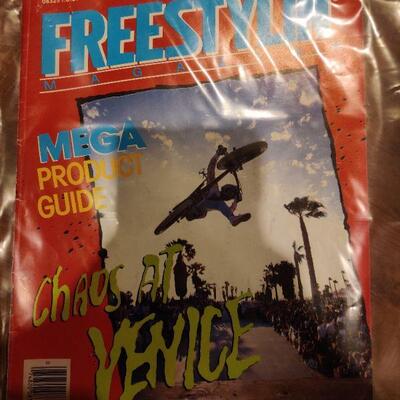 FREESTYLIN'
MAGAZINE
MEGA
PRODUCT
GUIDE
CHAOS AT
VENICE